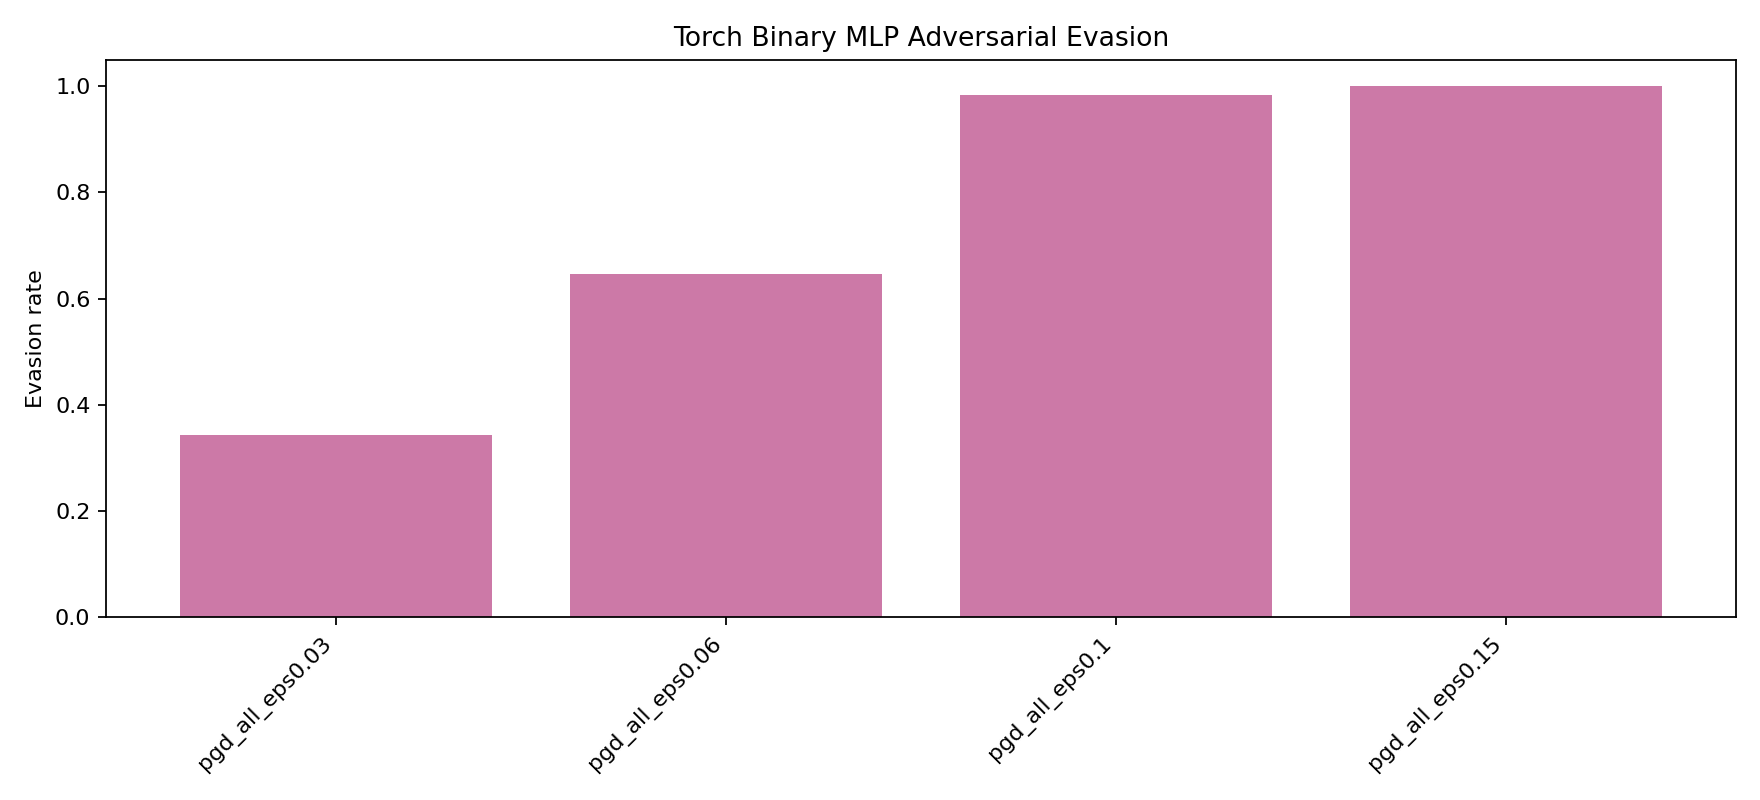 Torch Binary MLP Adversarial Evasion
Evasion rate
1.0
0.8
0.6
0.4
0.2
0.0
pgd_all_eps0.03
pgd_all_eps0.06
pgd_all_eps0.1
pgd_all_eps0.15